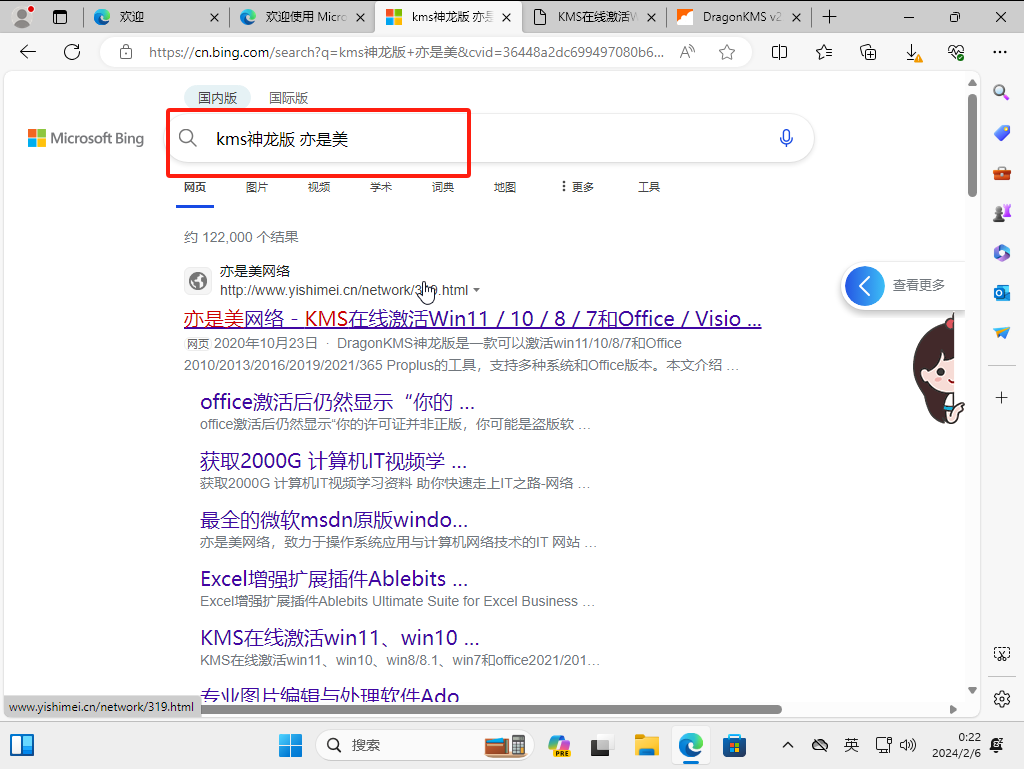 欢迎
欢迎使用 Micro
kms神龙版 亦是
KMS在线激活W
DragonKMS v2
https://cn.bing.com/search?q=kms神龙版+亦是美&cvid=36448a2dc699497080b6...
国内版 国际版
Microsoft Bing
kms神龙版 亦是美
网页 图片 视频 学术 词典 地图 更多 工具
约 122,000 个结果
亦是美网络
http://www.yishimei.cn/network/319.html
查看更多
亦是美网络 - KMS在线激活Win11 / 10 / 8 / 7和Office / Visio ...
网页 2020年10月23日 · DragonKMS神龙版是一款可以激活win11/10/8/7和Office
2010/2013/2016/2019/2021/365 Proplus的工具，支持多种系统和Office版本。本文介绍 ...
office激活后仍然显示“你的 ...
office激活后仍然显示“你的许可证并非正版，你可能是盗版软 ...
获取2000G 计算机IT视频学 ...
获取2000G 计算机IT视频学习资料 助你快速走上IT之路-网络 ...
最全的微软msdn原版windo...
亦是美网络，致力于操作系统应用与计算机网络技术的IT 网站 ...
Excel增强扩展插件Ablebits ...
Excel增强扩展插件Ablebits Ultimate Suite for Excel Business ...
KMS在线激活win11、win10 ...
KMS在线激活win11、win10、win8/8.1、win7和office2021/201...
专业图片编辑与处理软件Ado
www.yishimei.cn/network/319.html
搜索
PRE
英
0:22
2024/2/6